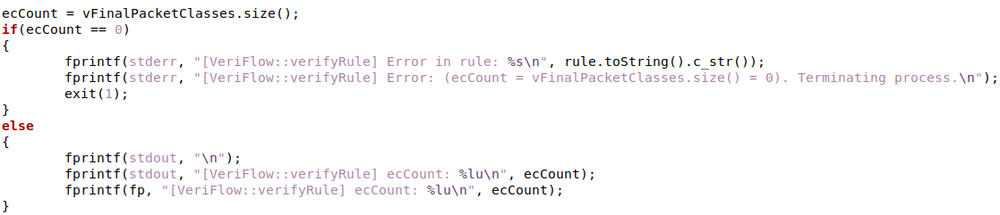 ecCount = vFinalPacketClasses.size();
if(ecCount == 0)
{
        fprintf(stderr, "[VeriFlow::verifyRule] Error in rule: %s\n", rule.toString().c_str());
        fprintf(stderr, "[VeriFlow::verifyRule] Error: (ecCount = vFinalPacketClasses.size() = 0). Terminating process.\n");
        exit(1);
}
else
{
        fprintf(stdout, "\n");
        fprintf(stdout, "[VeriFlow::verifyRule] ecCount: %lu\n", ecCount);
        fprintf(fp, "[VeriFlow::verifyRule] ecCount: %lu\n", ecCount);
}